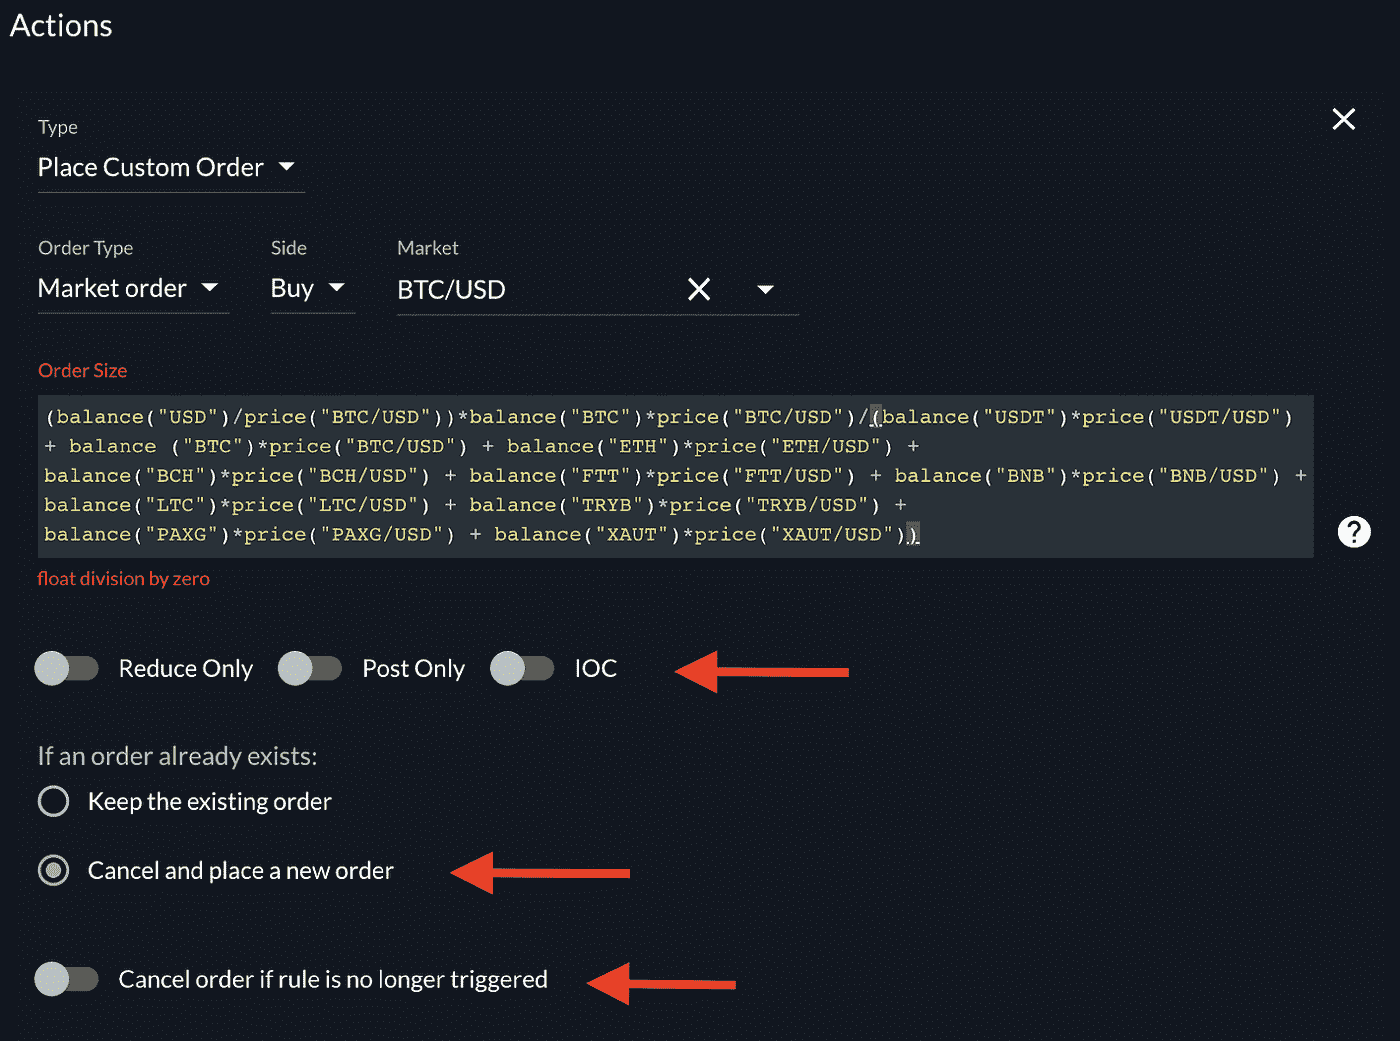 Actions
Type
Place Custom Order
Order Type Side Market
Market order Buy BTC/USD
Order Size
(balance("USD")/price("BTC/USD"))*balance("BTC")*price("BTC/USD")/(balance("USDT")*price("USDT/USD")
+ balance ("BTC")*price("BTC/USD") + balance("ETH")*price("ETH/USD") +
balance("BCH")*price("BCH/USD") + balance("FTT")*price("FTT/USD") + balance("BNB")*price("BNB/USD") +
balance("LTC")*price("LTC/USD") + balance("TRYB")*price("TRYB/USD") +
balance("PAXG")*price("PAXG/USD") + balance("XAUT")*price("XAUT/USD"))
?
float division by zero
Reduce Only Post Only IOC
If an order already exists:
Keep the existing order
Cancel and place a new order
Cancel order if rule is no longer triggered